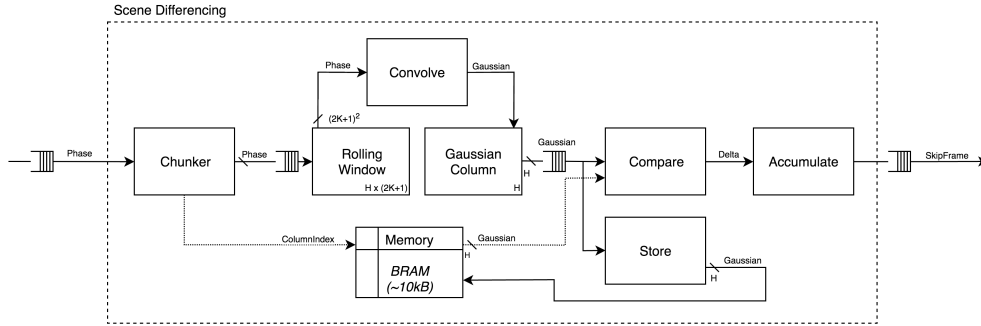 Scene Differencing
Phase
Chunker
Phase
Phase
Convolve
Gaussian
(2K+1)²
Rolling
Window
H x (2K+1)
Gaussian
Column
H
Gaussian
H
Compare
Delta
Accumulate
SkipFrame
ColumnIndex
Memory
BRAM
(~10kB)
Gaussian
H
Store
Gaussian
H